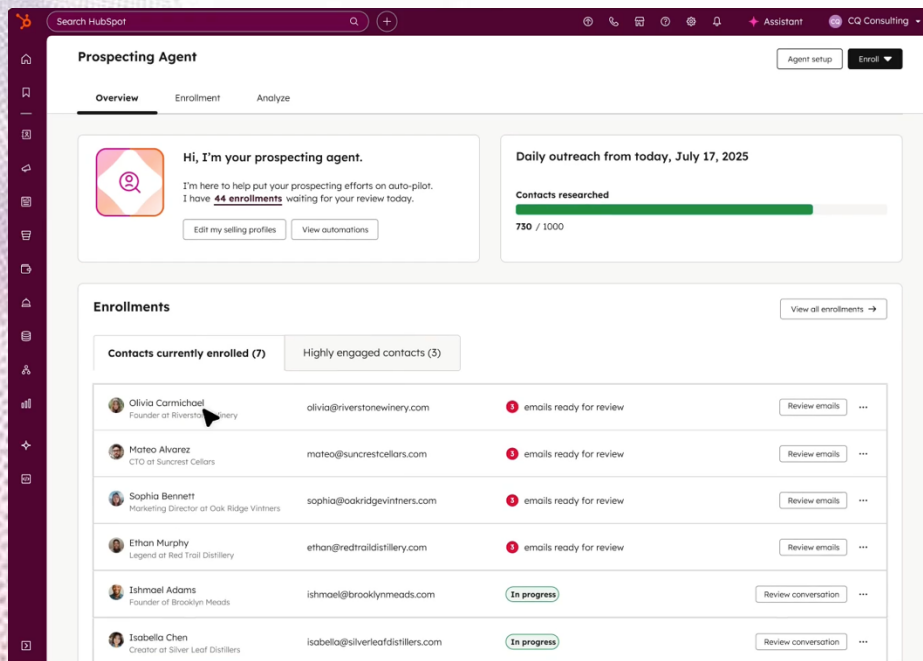 Search HubSpot
Assistant
CQ
CQ Consulting
Prospecting Agent
Agent setup
Enroll
Overview
Enrollment
Analyze
Hi, I'm your prospecting agent.
I'm here to help put your prospecting efforts on auto-pilot.
I have 44 enrollments waiting for your review today.
Edit my selling profiles
View automations
Daily outreach from today, July 17, 2025
Contacts researched
730 / 1000
Enrollments
View all enrollments →
Contacts currently enrolled (7)
Highly engaged contacts (3)
Olivia Carmichael
Founder at
olivia@riverstonewinery.com
3 emails ready for review
Review emails
Mateo Alvarez
CTO at Suncrest Cellars
mateo@suncrestcellars.com
3 emails ready for review
Review emails
Sophia Bennett
Marketing Director at Oak Ridge Vintners
sophia@oakridgevintners.com
3 emails ready for review
Review emails
Ethan Murphy
Legend at Red Trail Distillery
ethan@redtraildistillery.com
3 emails ready for review
Review emails
Ishmael Adams
Founder of Brooklyn Meads
ishmael@brooklynmeads.com
In progress
Review conversation
Isabella Chen
Creator at Silver Leaf Distillers
isabella@silverleafdistillers.com
In progress
Review conversation